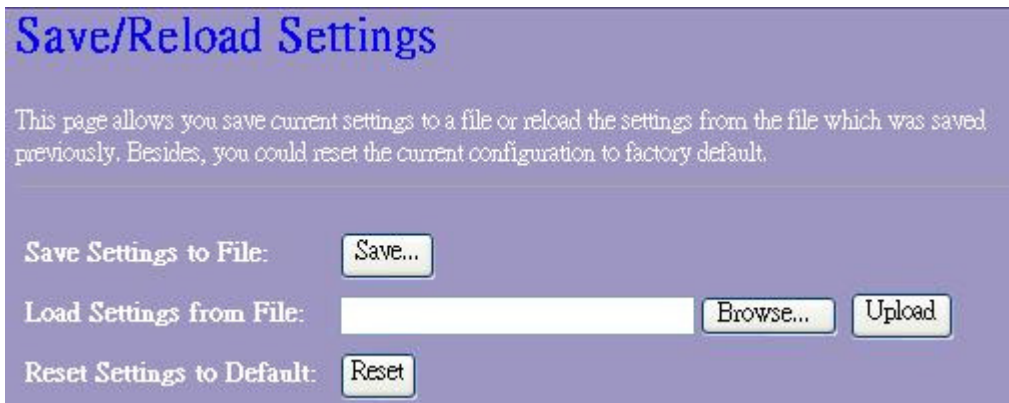 Save/Reload Settings
This page allows you save current settings to a file or reload the settings from the file which was saved
previously. Besides, you could reset the current configuration to factory default.
Save Settings to File: Save...
Load Settings from File: Browse... Upload
Reset Settings to Default: Reset